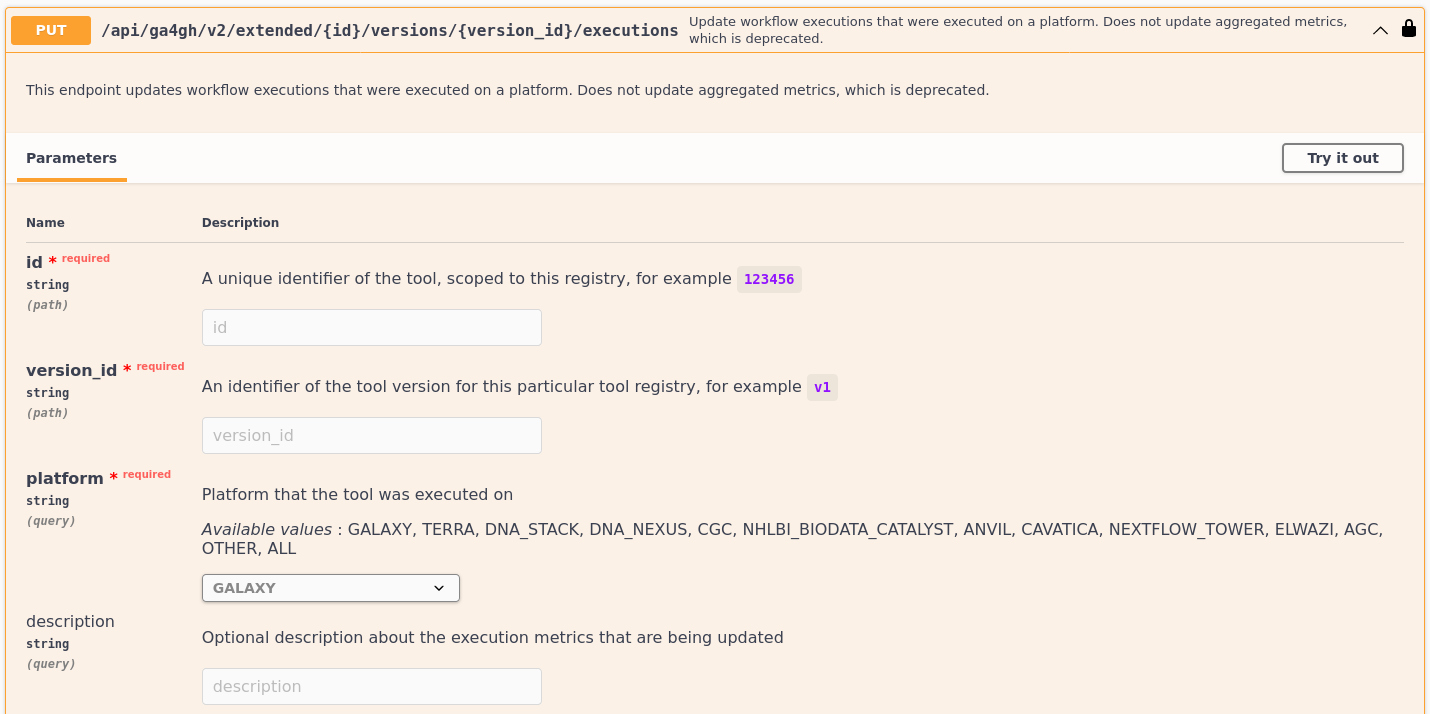 PUT /api/ga4gh/v2/extended/{id}/versions/{version_id}/executions Update workflow executions that were executed on a platform. Does not update aggregated metrics,
which is deprecated.
This endpoint updates workflow executions that were executed on a platform. Does not update aggregated metrics, which is deprecated.
Parameters Try it out
Name Description
id * required
string
(path)
A unique identifier of the tool, scoped to this registry, for example 123456
id
version_id * required
string
(path)
An identifier of the tool version for this particular tool registry, for example v1
version_id
platform * required
string
(query)
Platform that the tool was executed on
Available values : GALAXY, TERRA, DNA_STACK, DNA_NEXUS, CGC, NHLBI_BIODATA_CATALYST, ANVIL, CAVATICA, NEXTFLOW_TOWER, ELWAZI, AGC,
OTHER, ALL
GALAXY
description
string
(query)
Optional description about the execution metrics that are being updated
description